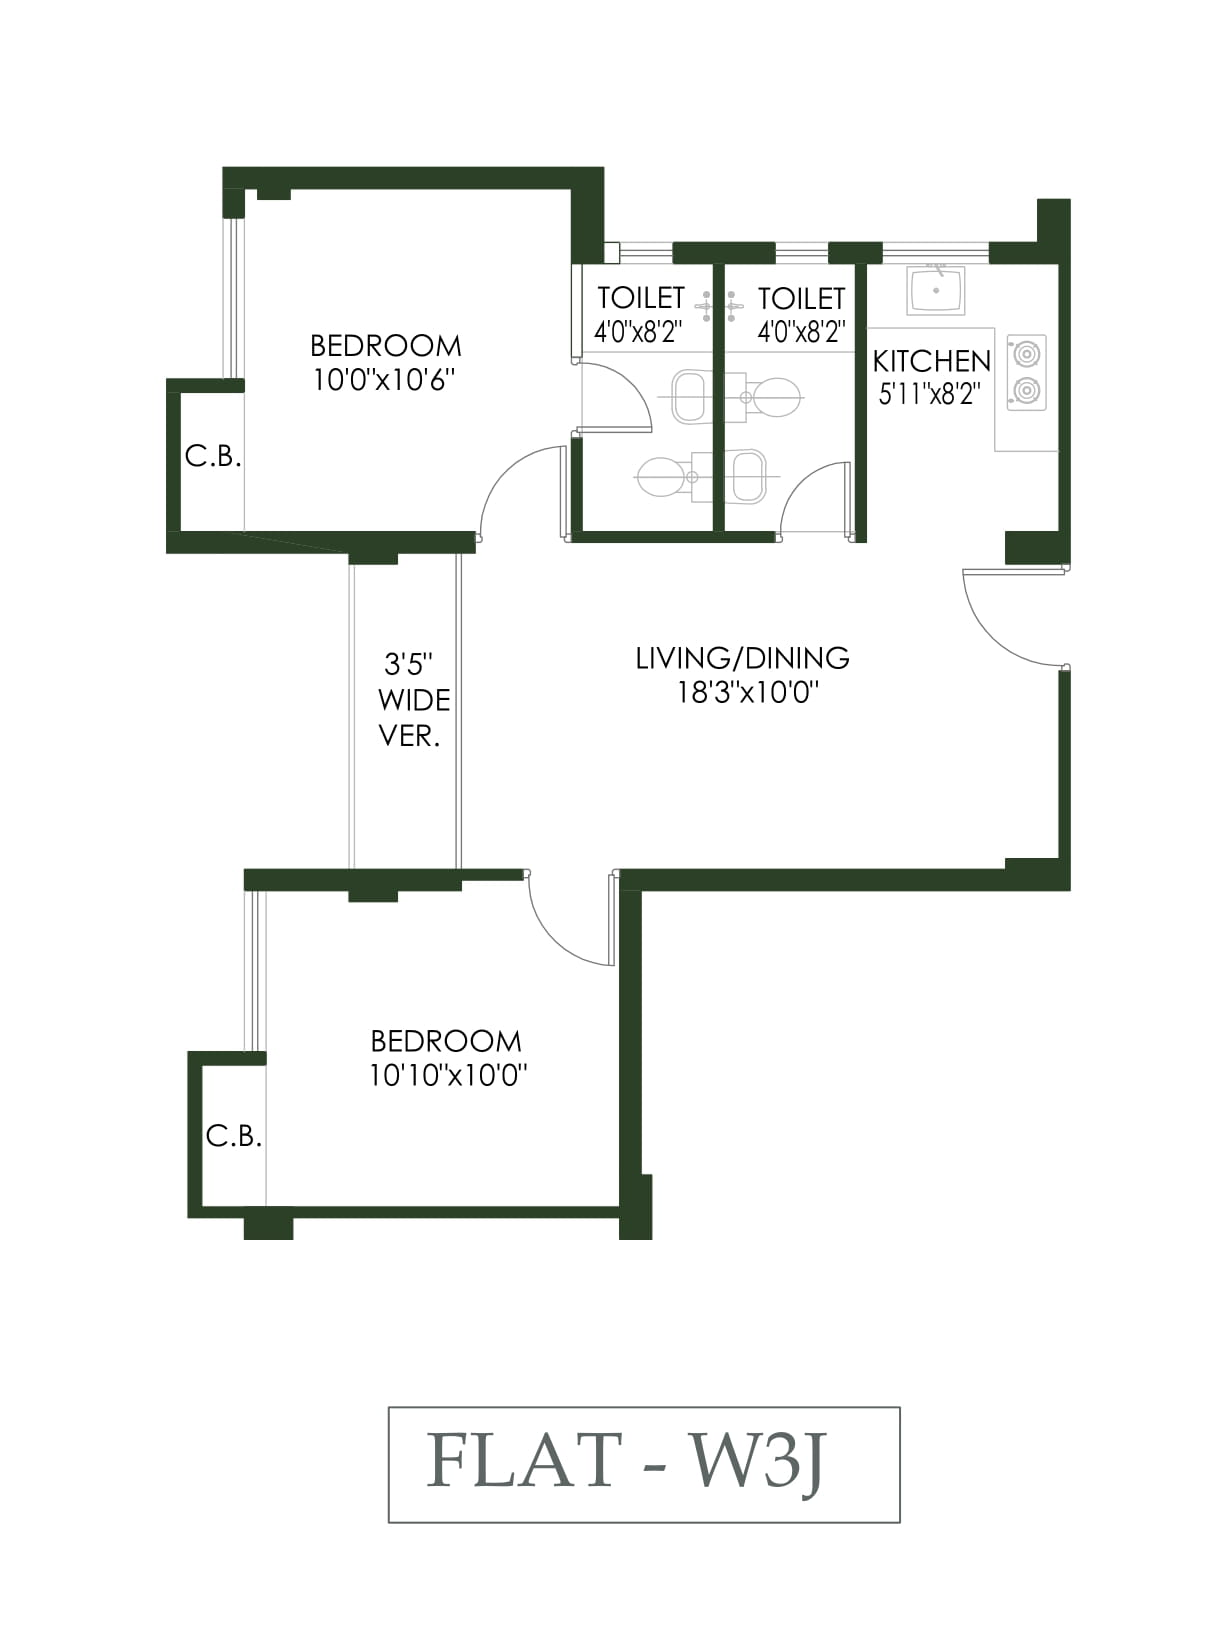 TOILET
4'0"x8'2"
TOILET
4'0"x8'2"
BEDROOM
10'0"x10'6"
KITCHEN
5'11"x8'2"
C.B.
LIVING/DINING
18'3"x10'0"
3'5"
WIDE
VER.
BEDROOM
10'10"x10'0"
C.B.
FLAT - W3J